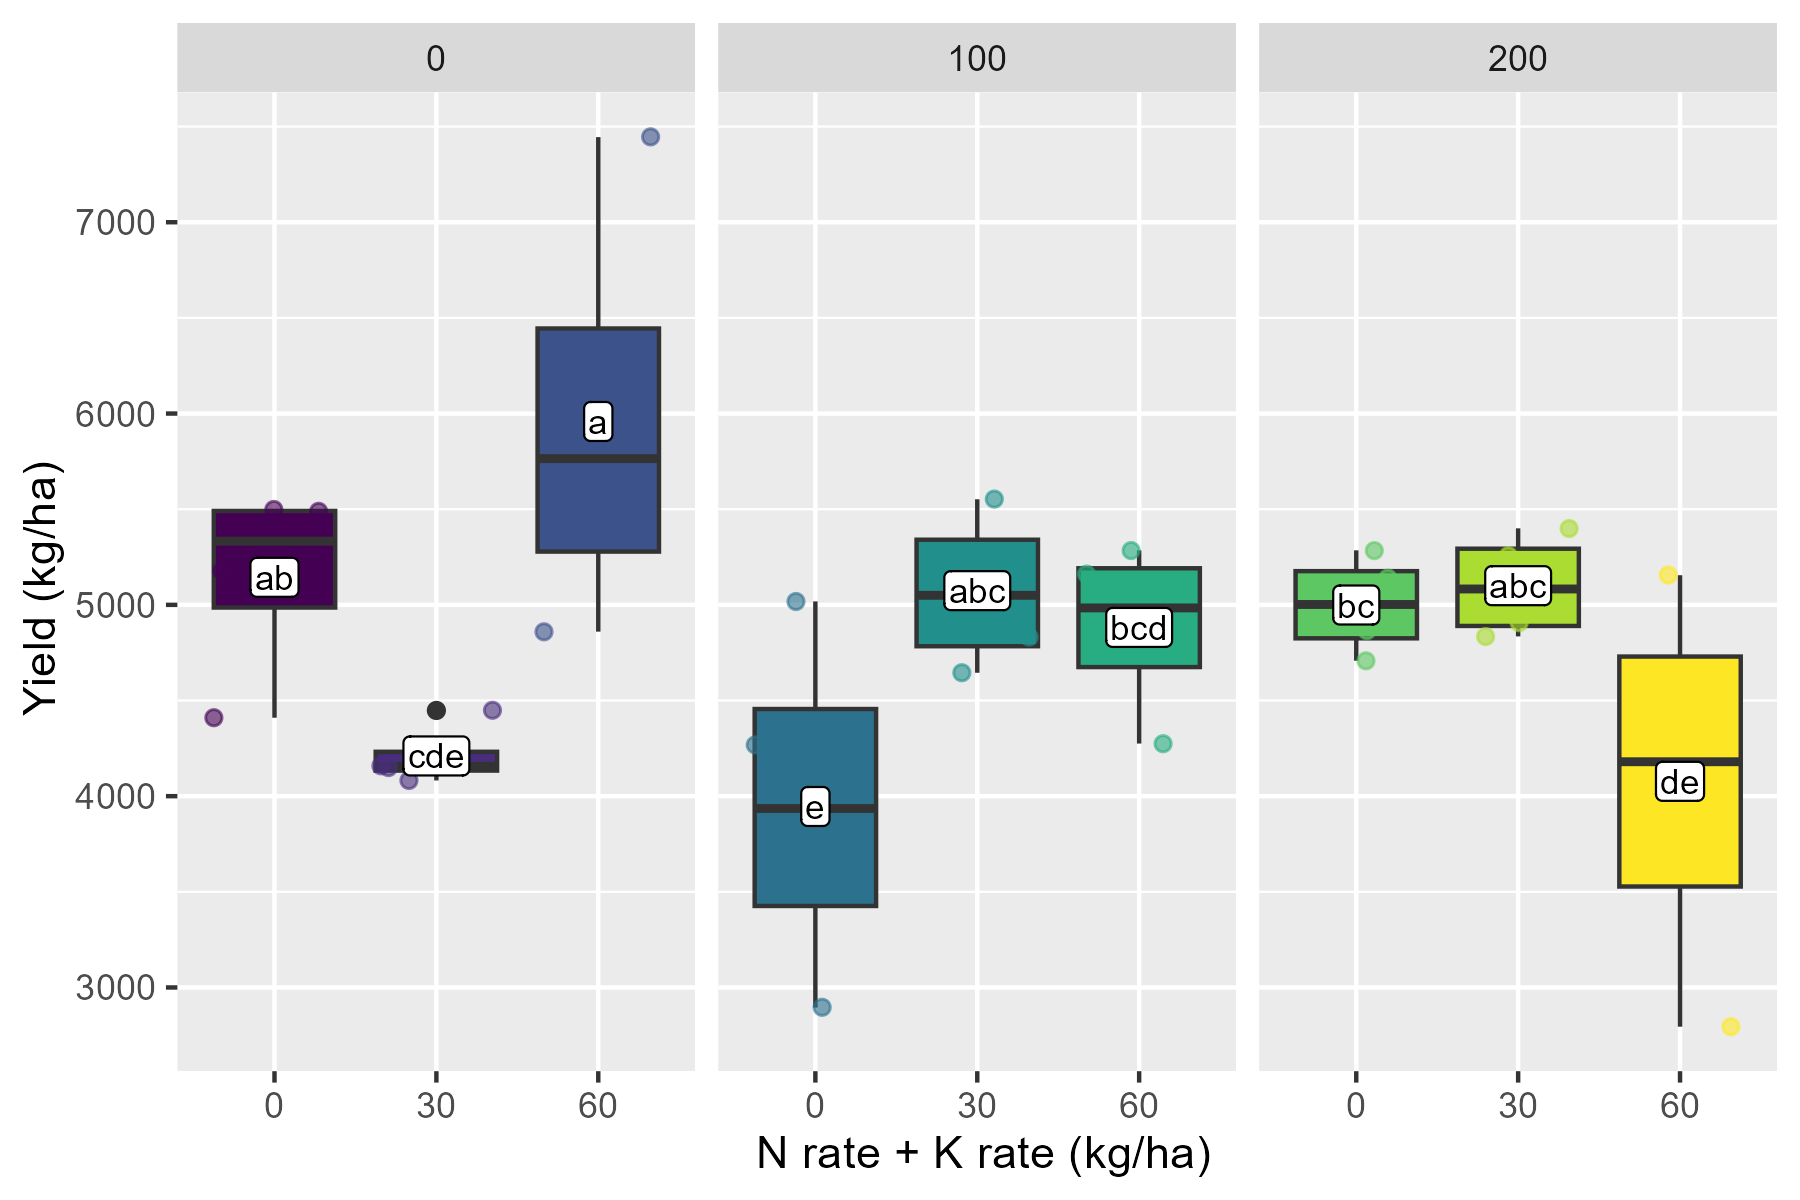 0 100 200
7000
6000
5000
4000
3000
Yield (kg/ha)
ab cde a
e abc bcd
bc abc de
0 30 60 0 30 60 0 30 60
N rate + K rate (kg/ha)